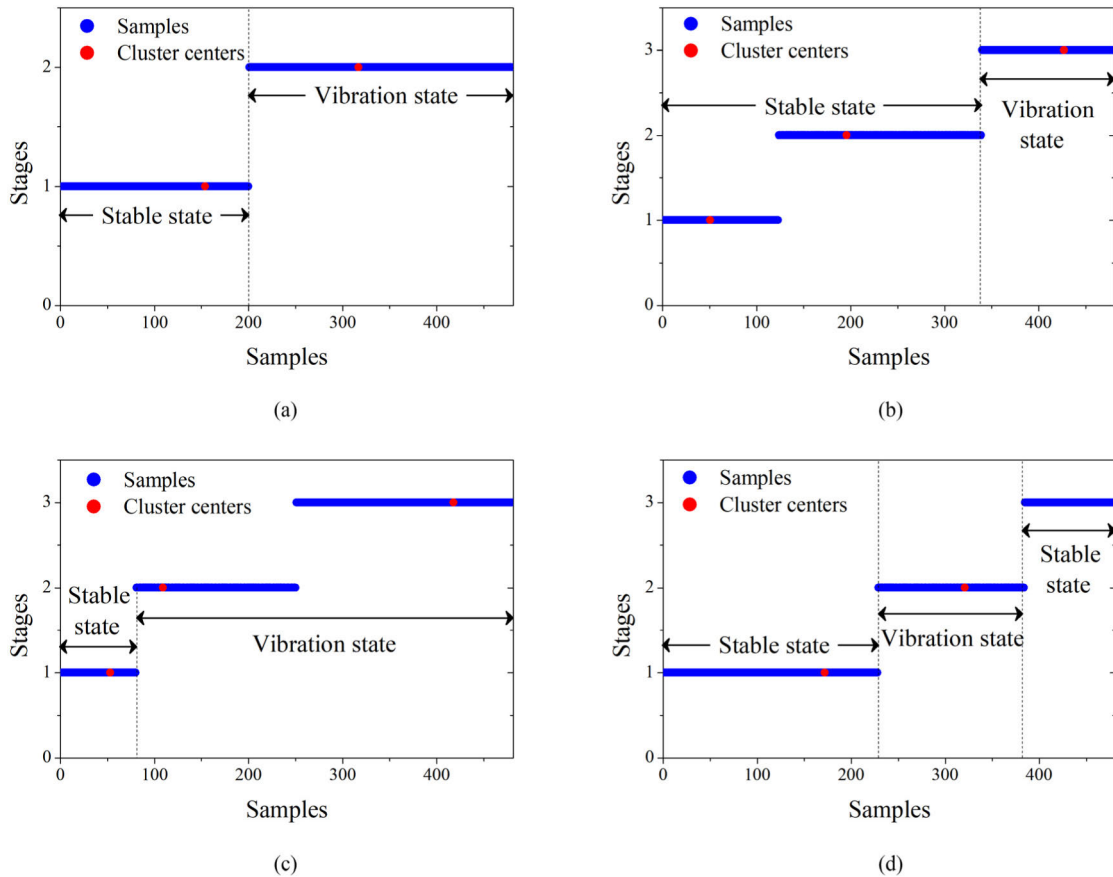 Samples
Cluster centers
2
1
0
Stages
Vibration state
Stable state
0 100 200 300 400
Samples
(a)
Samples
Cluster centers
3
2
1
0
Stages
Stable state
Vibration
state
0 100 200 300 400
Samples
(b)
Samples
Cluster centers
3
2
1
0
Stages
Stable
state
Vibration state
0 100 200 300 400
Samples
(c)
Samples
Cluster centers
3
2
1
0
Stages
Stable
state
Vibration state
Stable state
0 100 200 300 400
Samples
(d)